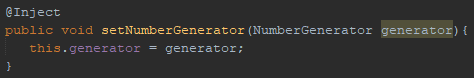 @Inject
public void setNumberGenerator(NumberGenerator generator){
this.generator = generator;
}